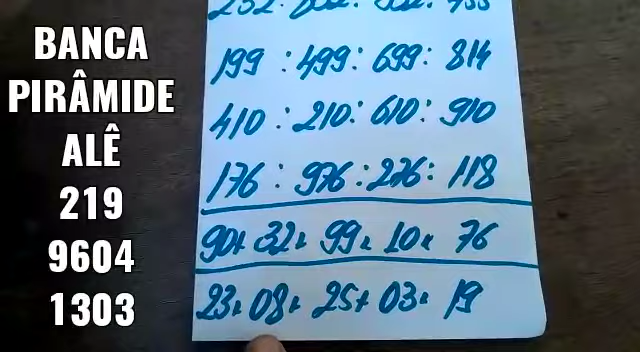 BANCA
PIRÂMIDE
ALÊ
219
9604
1303
199 : 499 : 699 : 814
410 : 210 : 610 : 910
176 : 976 : 276 : 118
90+ 32+ 99+ 10+ 76
23+ 08+ 25+ 03+ 19